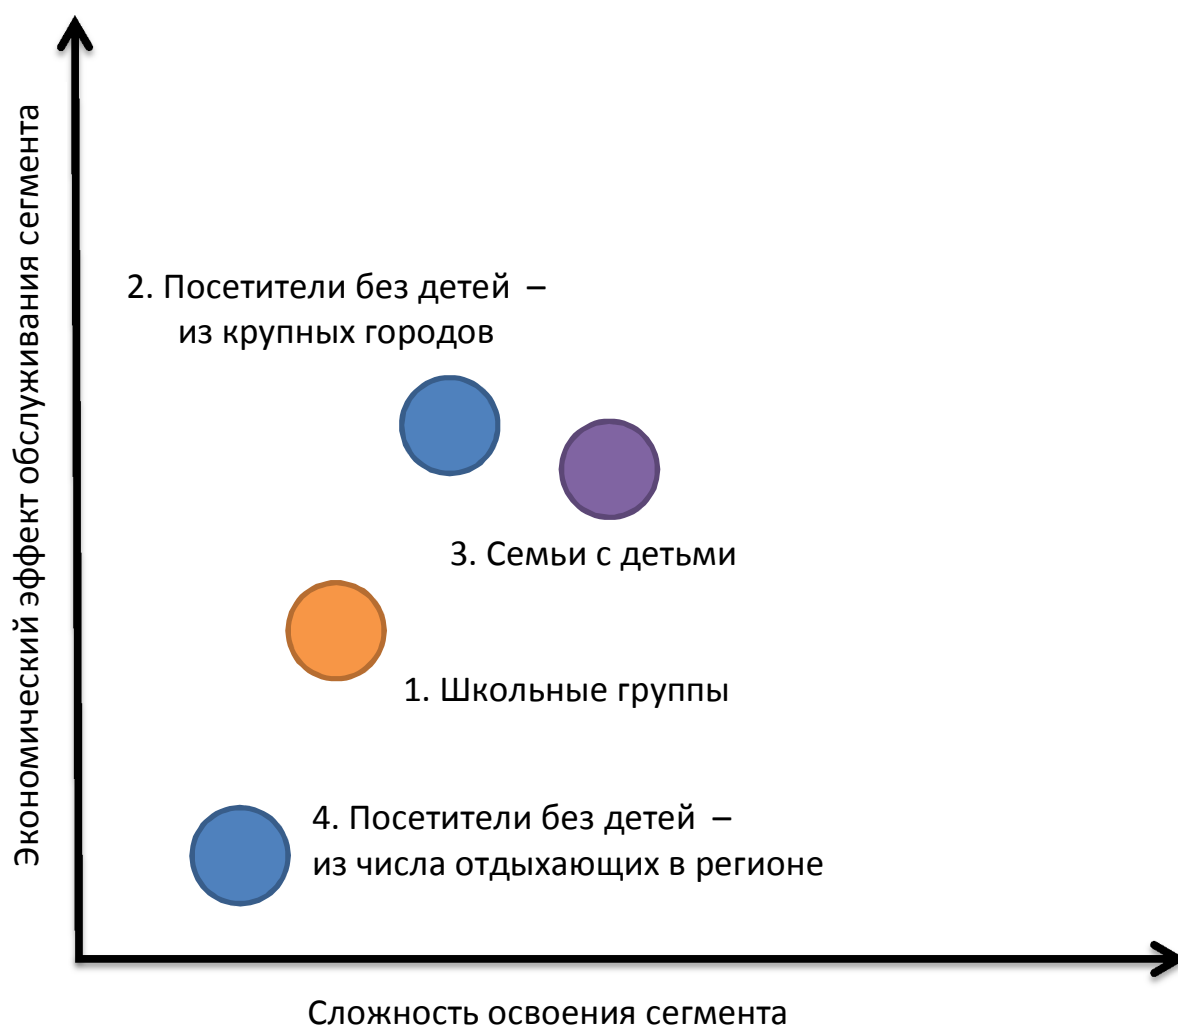 Экономический эффект обслуживания сегмента
2. Посетители без детей –
из крупных городов
3. Семьи с детьми
1. Школьные группы
4. Посетители без детей –
из числа отдыхающих в регионе
Сложность освоения сегмента